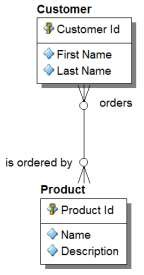 Customer
Customer Id
First Name
Last Name
orders
is ordered by
Product
Product Id
Name
Description